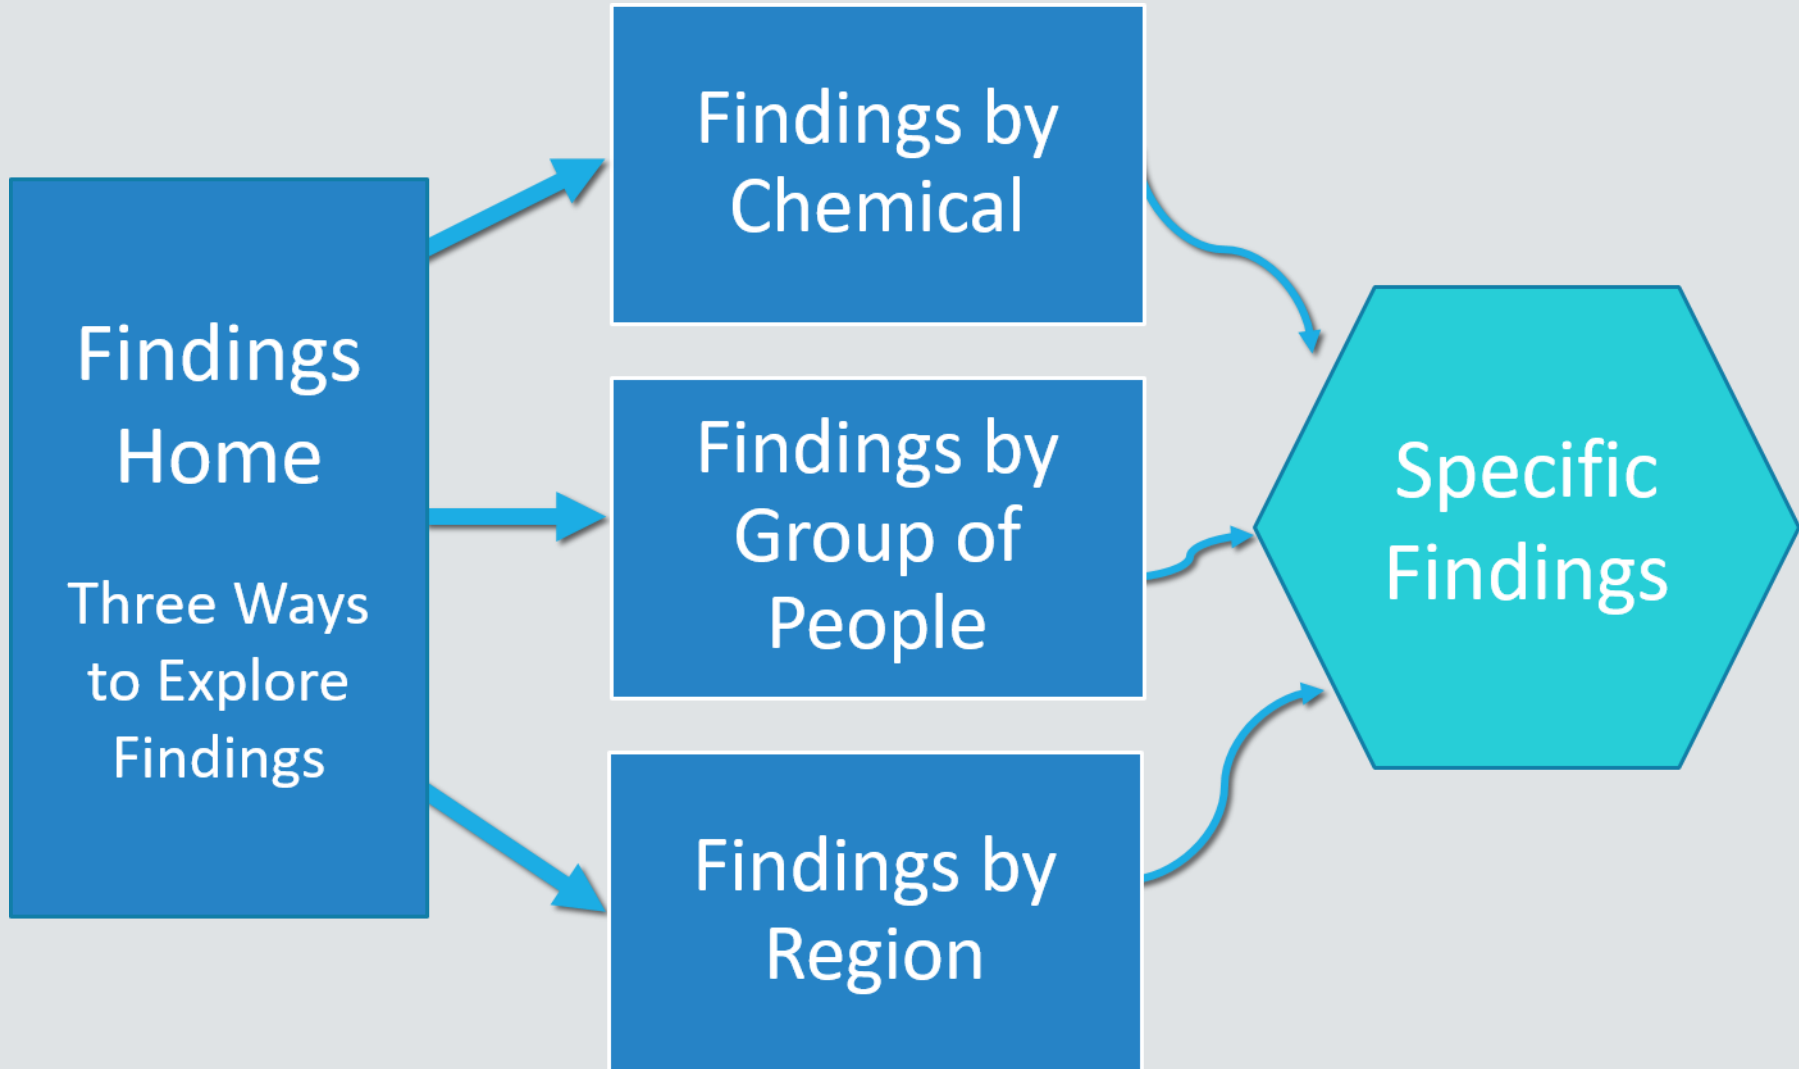 Findings
Home
Three Ways
to Explore
Findings
Findings by
Chemical
Findings by
Group of
People
Findings by
Region
Specific
Findings